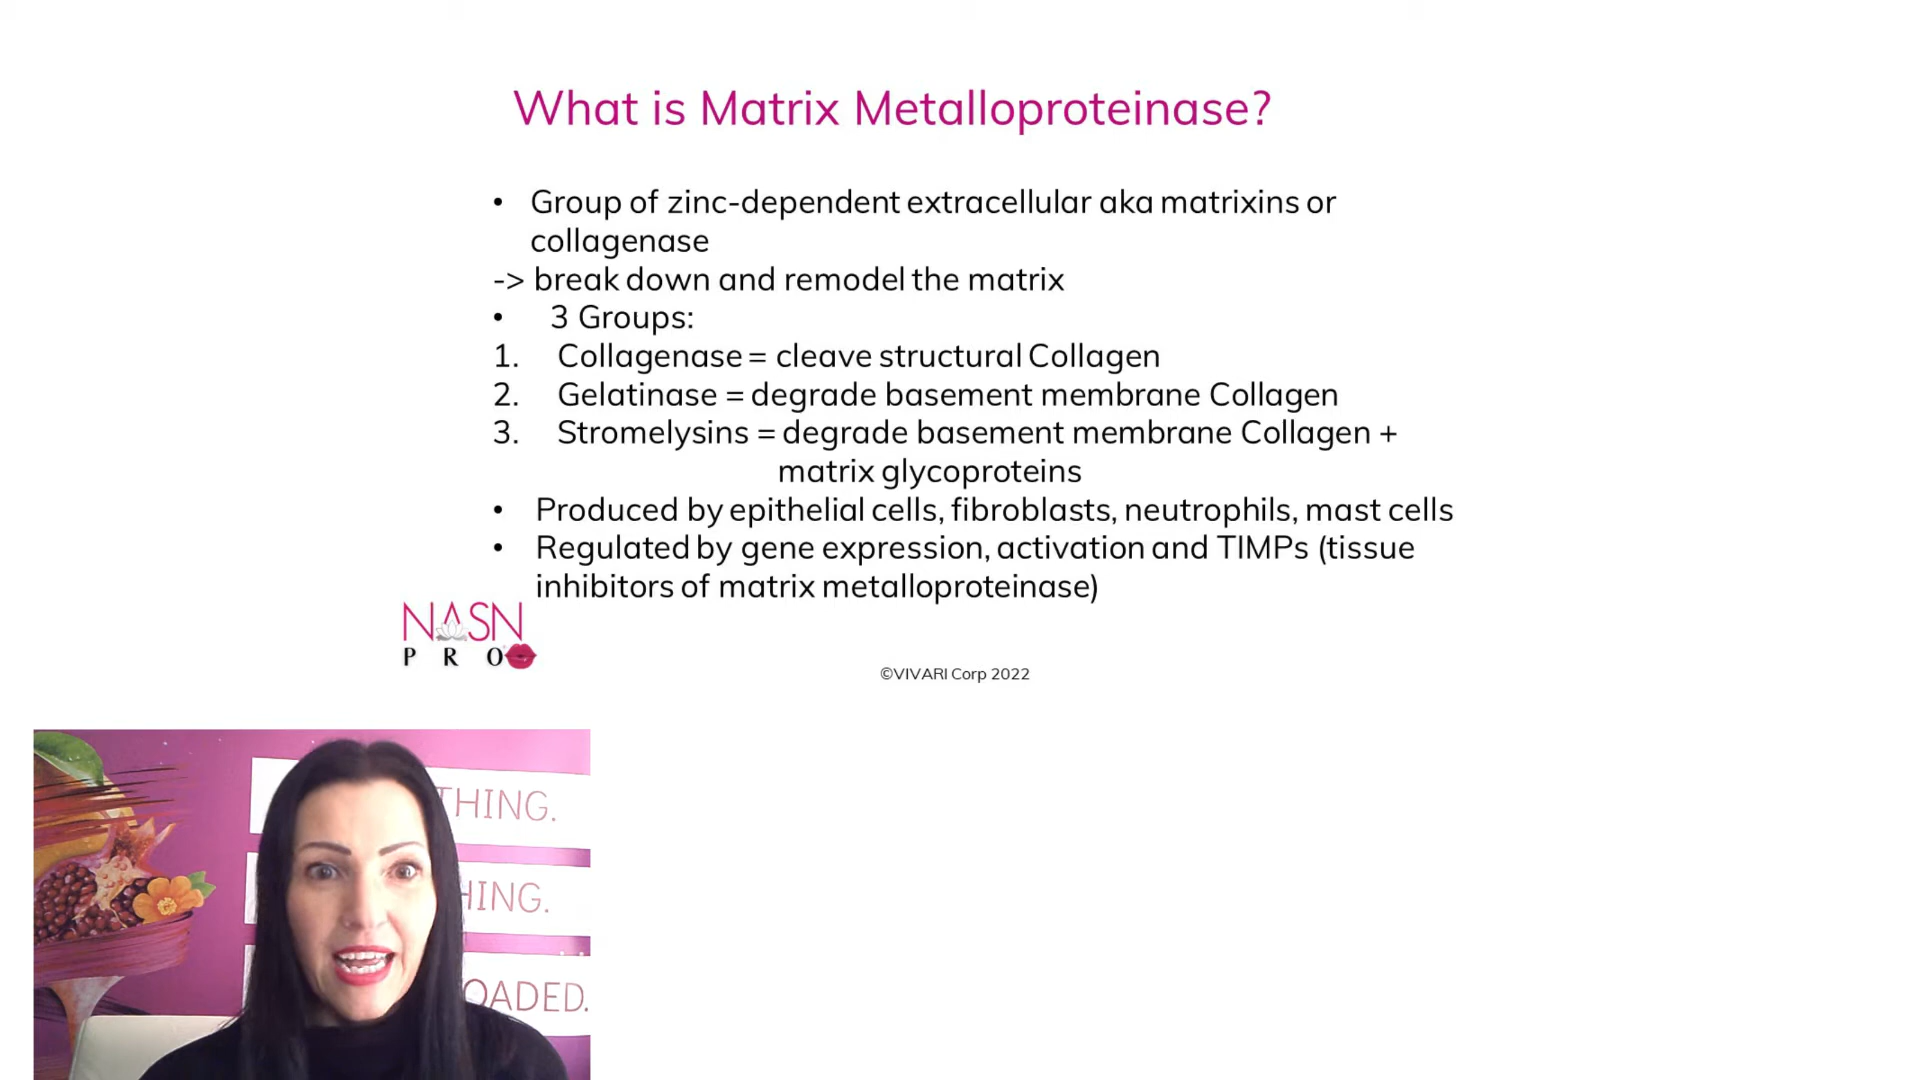 What is Matrix Metalloproteinase?
• Group of zinc-dependent extracellular aka matrixins or
collagenase
-> break down and remodel the matrix
• 3 Groups:
1. Collagenase = cleave structural Collagen
2. Gelatinase = degrade basement membrane Collagen
3. Stromelysins = degrade basement membrane Collagen +
matrix glycoproteins
• Produced by epithelial cells, fibroblasts, neutrophils, mast cells
• Regulated by gene expression, activation and TIMPs (tissue
inhibitors of matrix metalloproteinase)
NASN
PRO
©VIVARI Corp 2022
THING.
HING.
OADED.